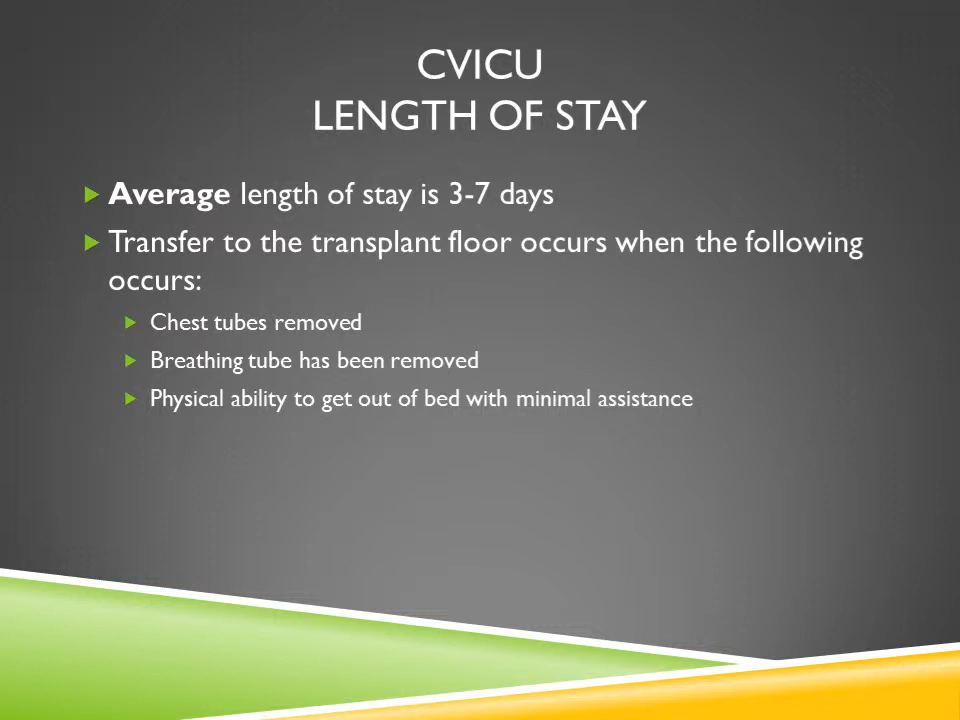 CVICU
LENGTH OF STAY
Average length of stay is 3-7 days
Transfer to the transplant floor occurs when the following
occurs:
Chest tubes removed
Breathing tube has been removed
Physical ability to get out of bed with minimal assistance